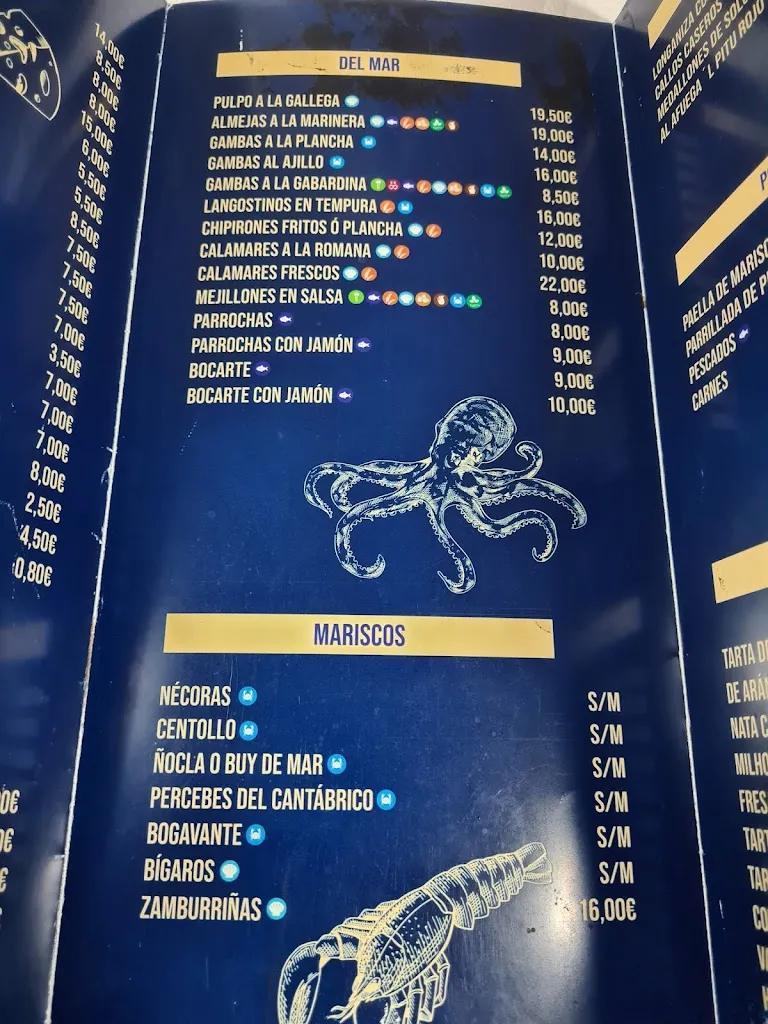 14,00€
8,50€
8,00€
8,00€
15,00€
6,00€
5,50€
5,50€
8,50€
7,50€
7,50€
7,50€
7,00€
3,50€
7,00€
7,00€
7,00€
8,00€
2,50€
4,50€
0,80€
DEL MAR
PULPO A LA GALLEGA 19,50€
ALMEJAS A LA MARINERA 19,00€
GAMBAS A LA PLANCHA 14,00€
GAMBAS AL AJILLO 16,00€
GAMBAS A LA GABARDINA 8,50€
LANGOSTINOS EN TEMPURA 16,00€
CHIPIRONES FRITOS Ó PLANCHA 12,00€
CALAMARES A LA ROMANA 10,00€
CALAMARES FRESCOS 22,00€
MEJILLONES EN SALSA 8,00€
PARROCHAS 8,00€
PARROCHAS CON JAMÓN 9,00€
BOCARTE 9,00€
BOCARTE CON JAMÓN 10,00€
MARISCOS
NÉCORAS S/M
CENTOLLO S/M
ÑOCLA O BUY DE MAR S/M
PERCEBES DEL CANTÁBRICO S/M
BOGAVANTE S/M
BÍGAROS S/M
ZAMBURRIÑAS 16,00€
LONGANIZA
CALLOS CASEROS
MEDALLONES DE
AL AFUEGA´L PITU ROJO
PAELLA DE
PARRILLADA DE
PESCADOS
CARNES
TARTA
DE
NATA